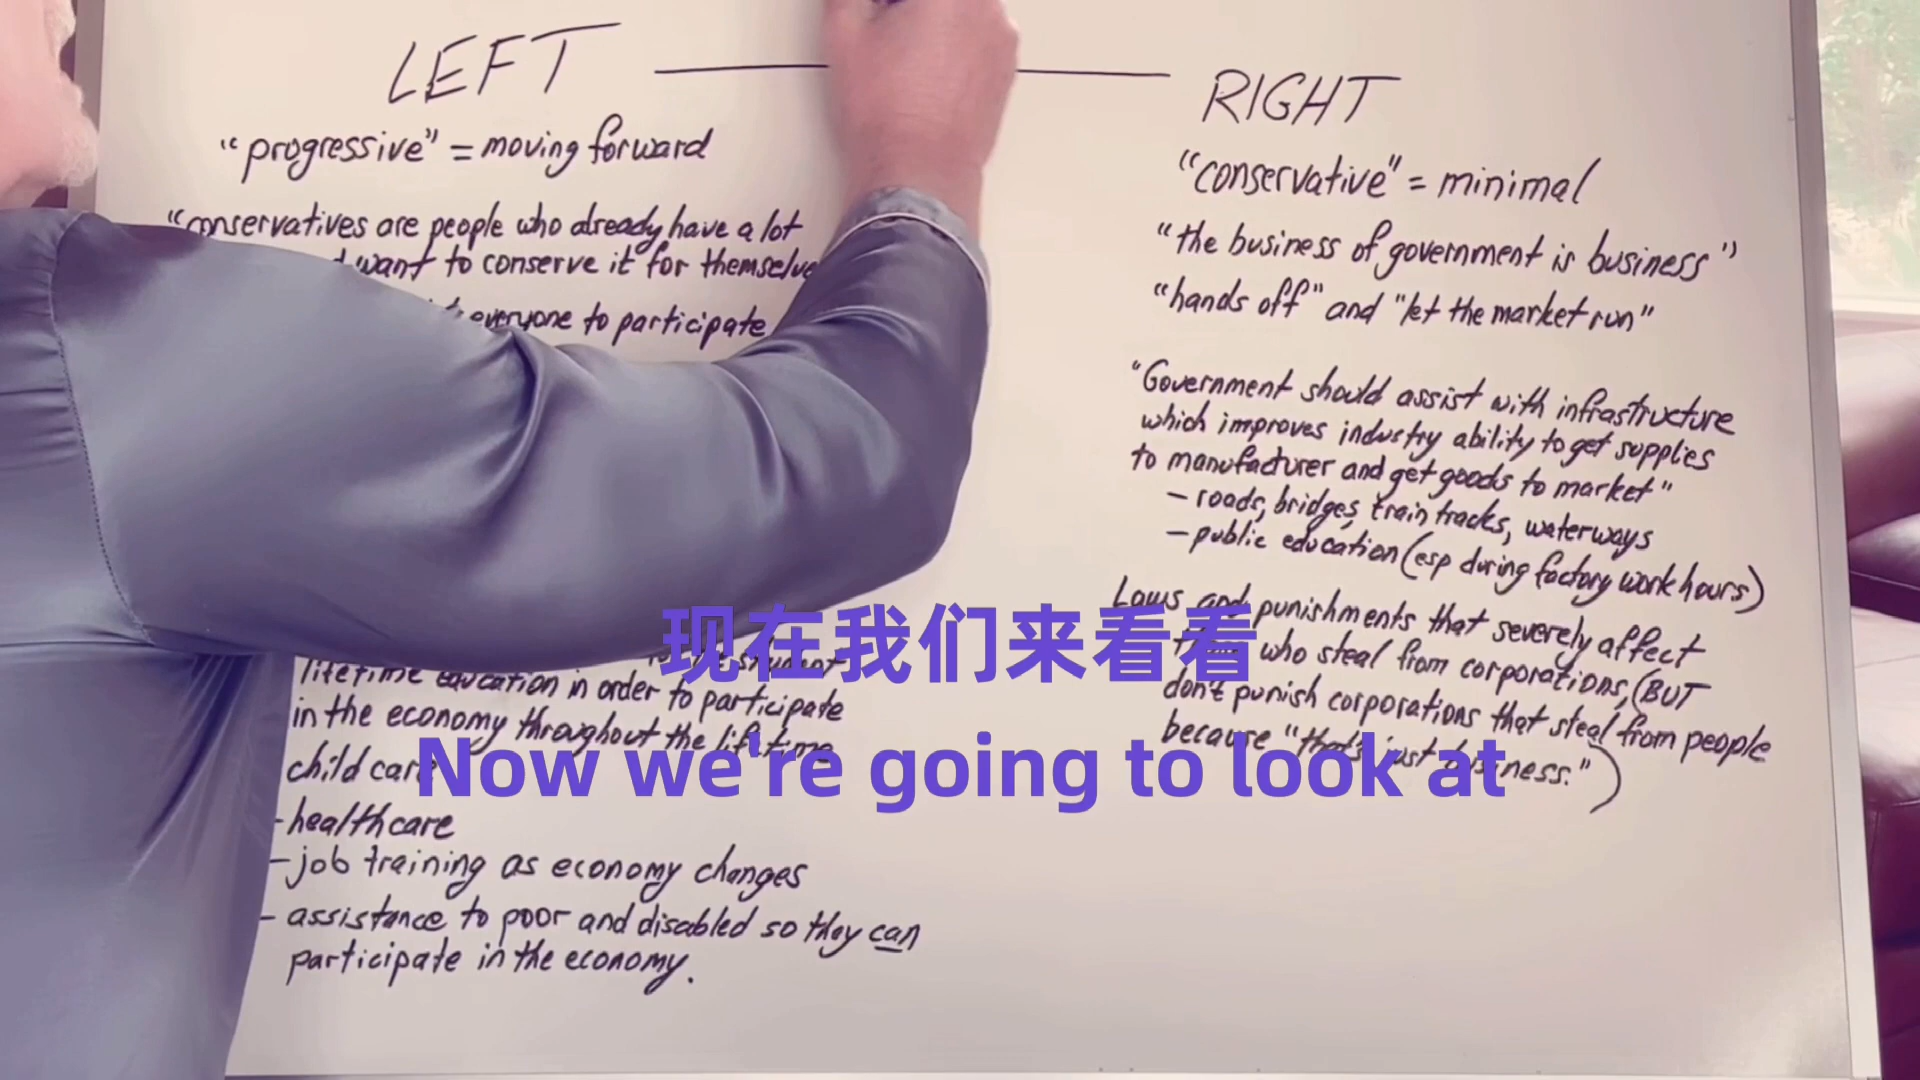 LEFT
"progressive" = moving forward
"conservatives are people who already have a lot
want to conserve it for themselve
everyone to participate
lifetime education in order to participate
in the economy throughout the lifetime
child care
- healthcare
- job training as economy changes
- assistance to poor and disabled so they can
participate in the economy.
RIGHT
"conservative" = minimal
"the business of government is business"
"hands off" and "let the market run"
"Government should assist with infrastructure
which improves industry ability to get supplies
to manufacturer and get goods to market"
- roads, bridges, train tracks, waterways
- public education (esp during factory work hours)
Laws and punishments that severely affect
who steal from corporations, (BUT
don't punish corporations that steal from people
because "that's just business.")
现在我们来看看
Now we're going to look at